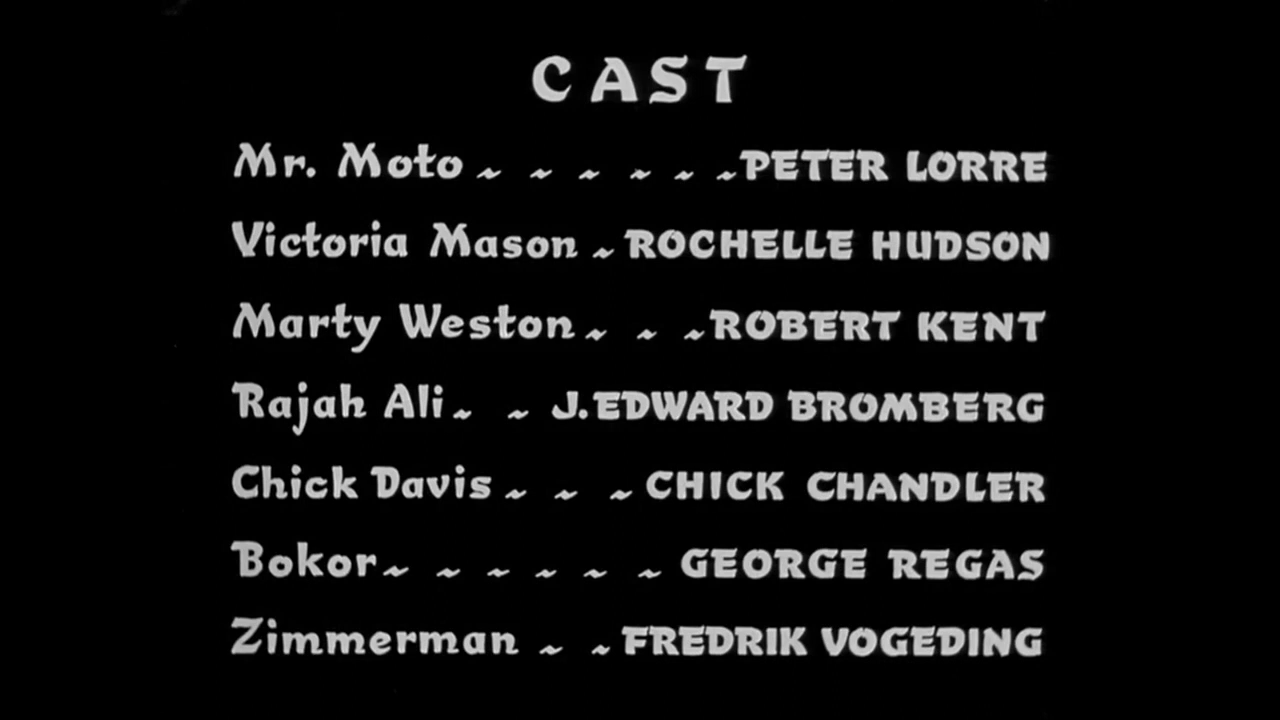 CAST
Mr. Moto ~ ~ ~ ~ ~ ~ PETER LORRE
Victoria Mason ~ ROCHELLE HUDSON
Marty Weston ~ ~ ~ ROBERT KENT
Rajah Ali ~ ~ J. EDWARD BROMBERG
Chick Davis ~ ~ ~ CHICK CHANDLER
Bokor ~ ~ ~ ~ ~ ~ GEORGE REGAS
Zimmerman ~ ~ FREDRIK VOGEDING